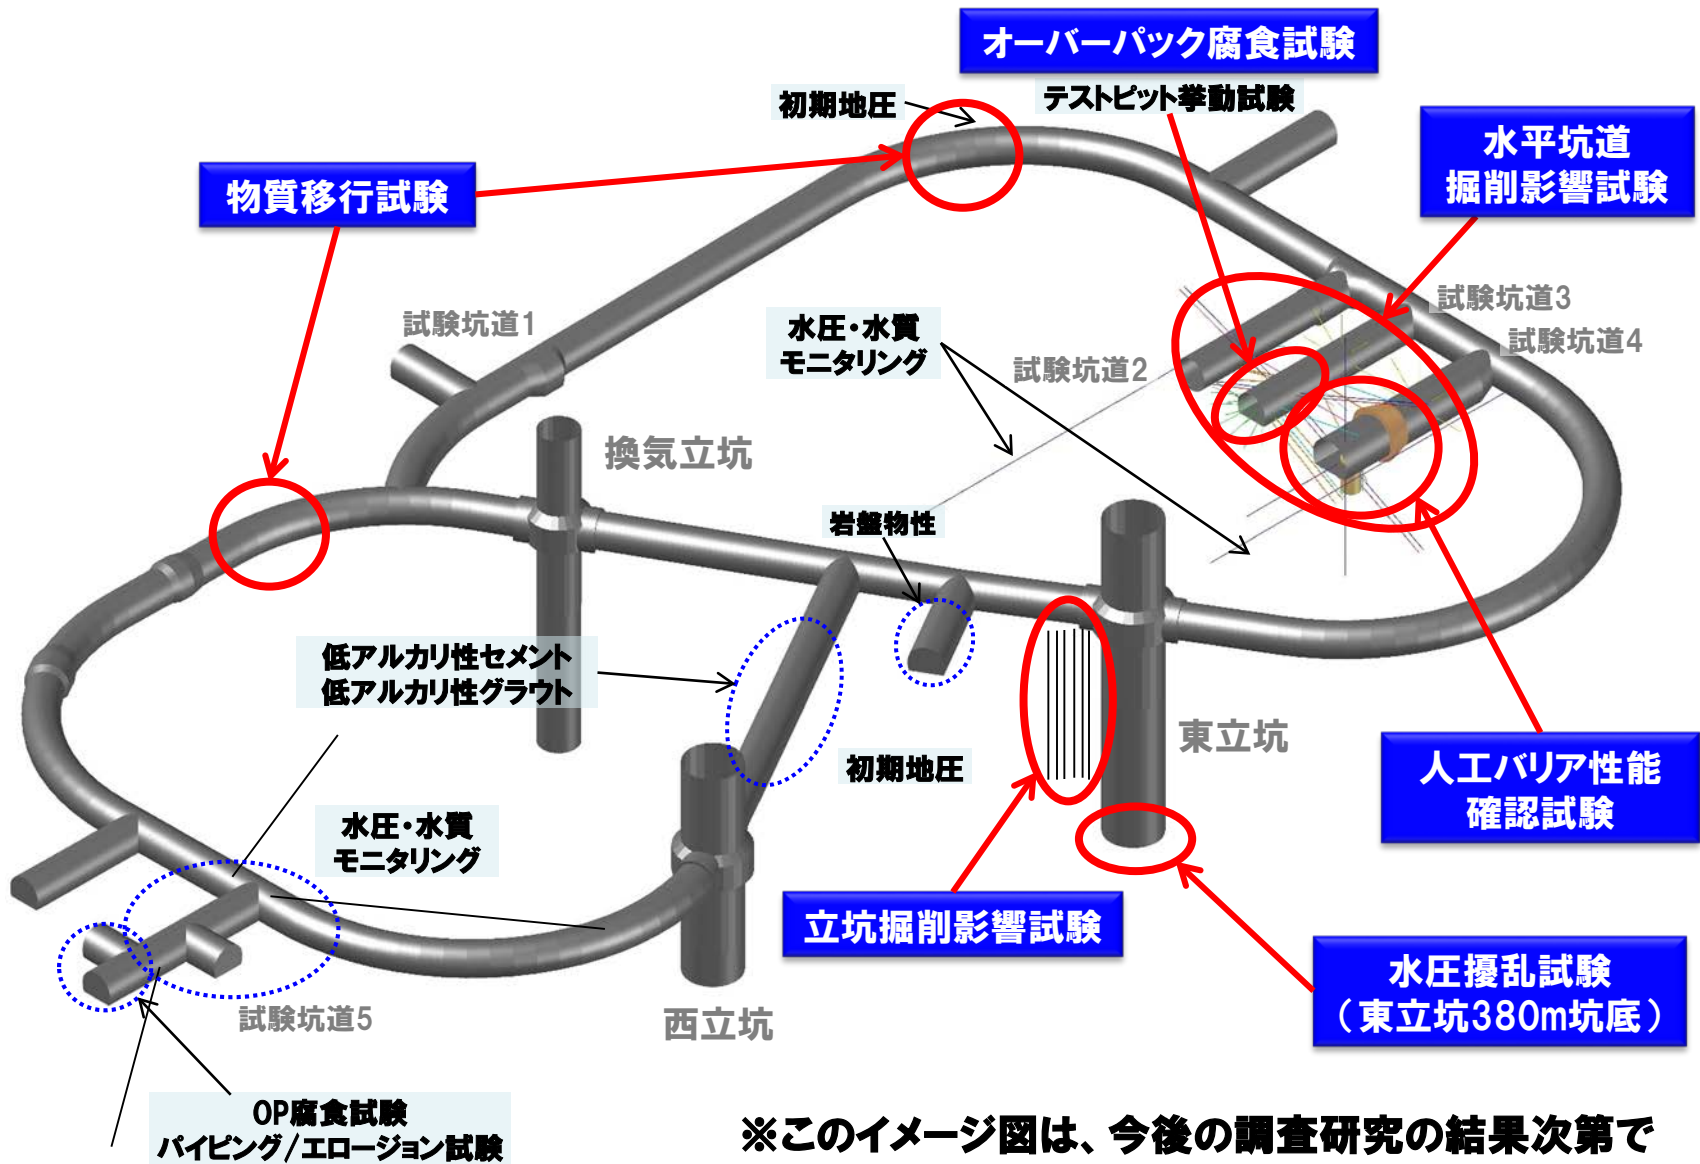 オーバーパック腐食試験
初期地圧
テストピット挙動試験
水平坑道
掘削影響試験
物質移行試験
試験坑道1
水圧・水質
モニタリング
試験坑道2
試験坑道3
試験坑道4
換気立坑
岩盤物性
低アルカリ性セメント
低アルカリ性グラウト
初期地圧
東立坑
人工バリア性能
確認試験
水圧・水質
モニタリング
立坑掘削影響試験
水圧擾乱試験
（東立坑380m坑底）
試験坑道5
西立坑
OP腐食試験
パイピング/エロージョン試験
※このイメージ図は、今後の調査研究の結果次第で